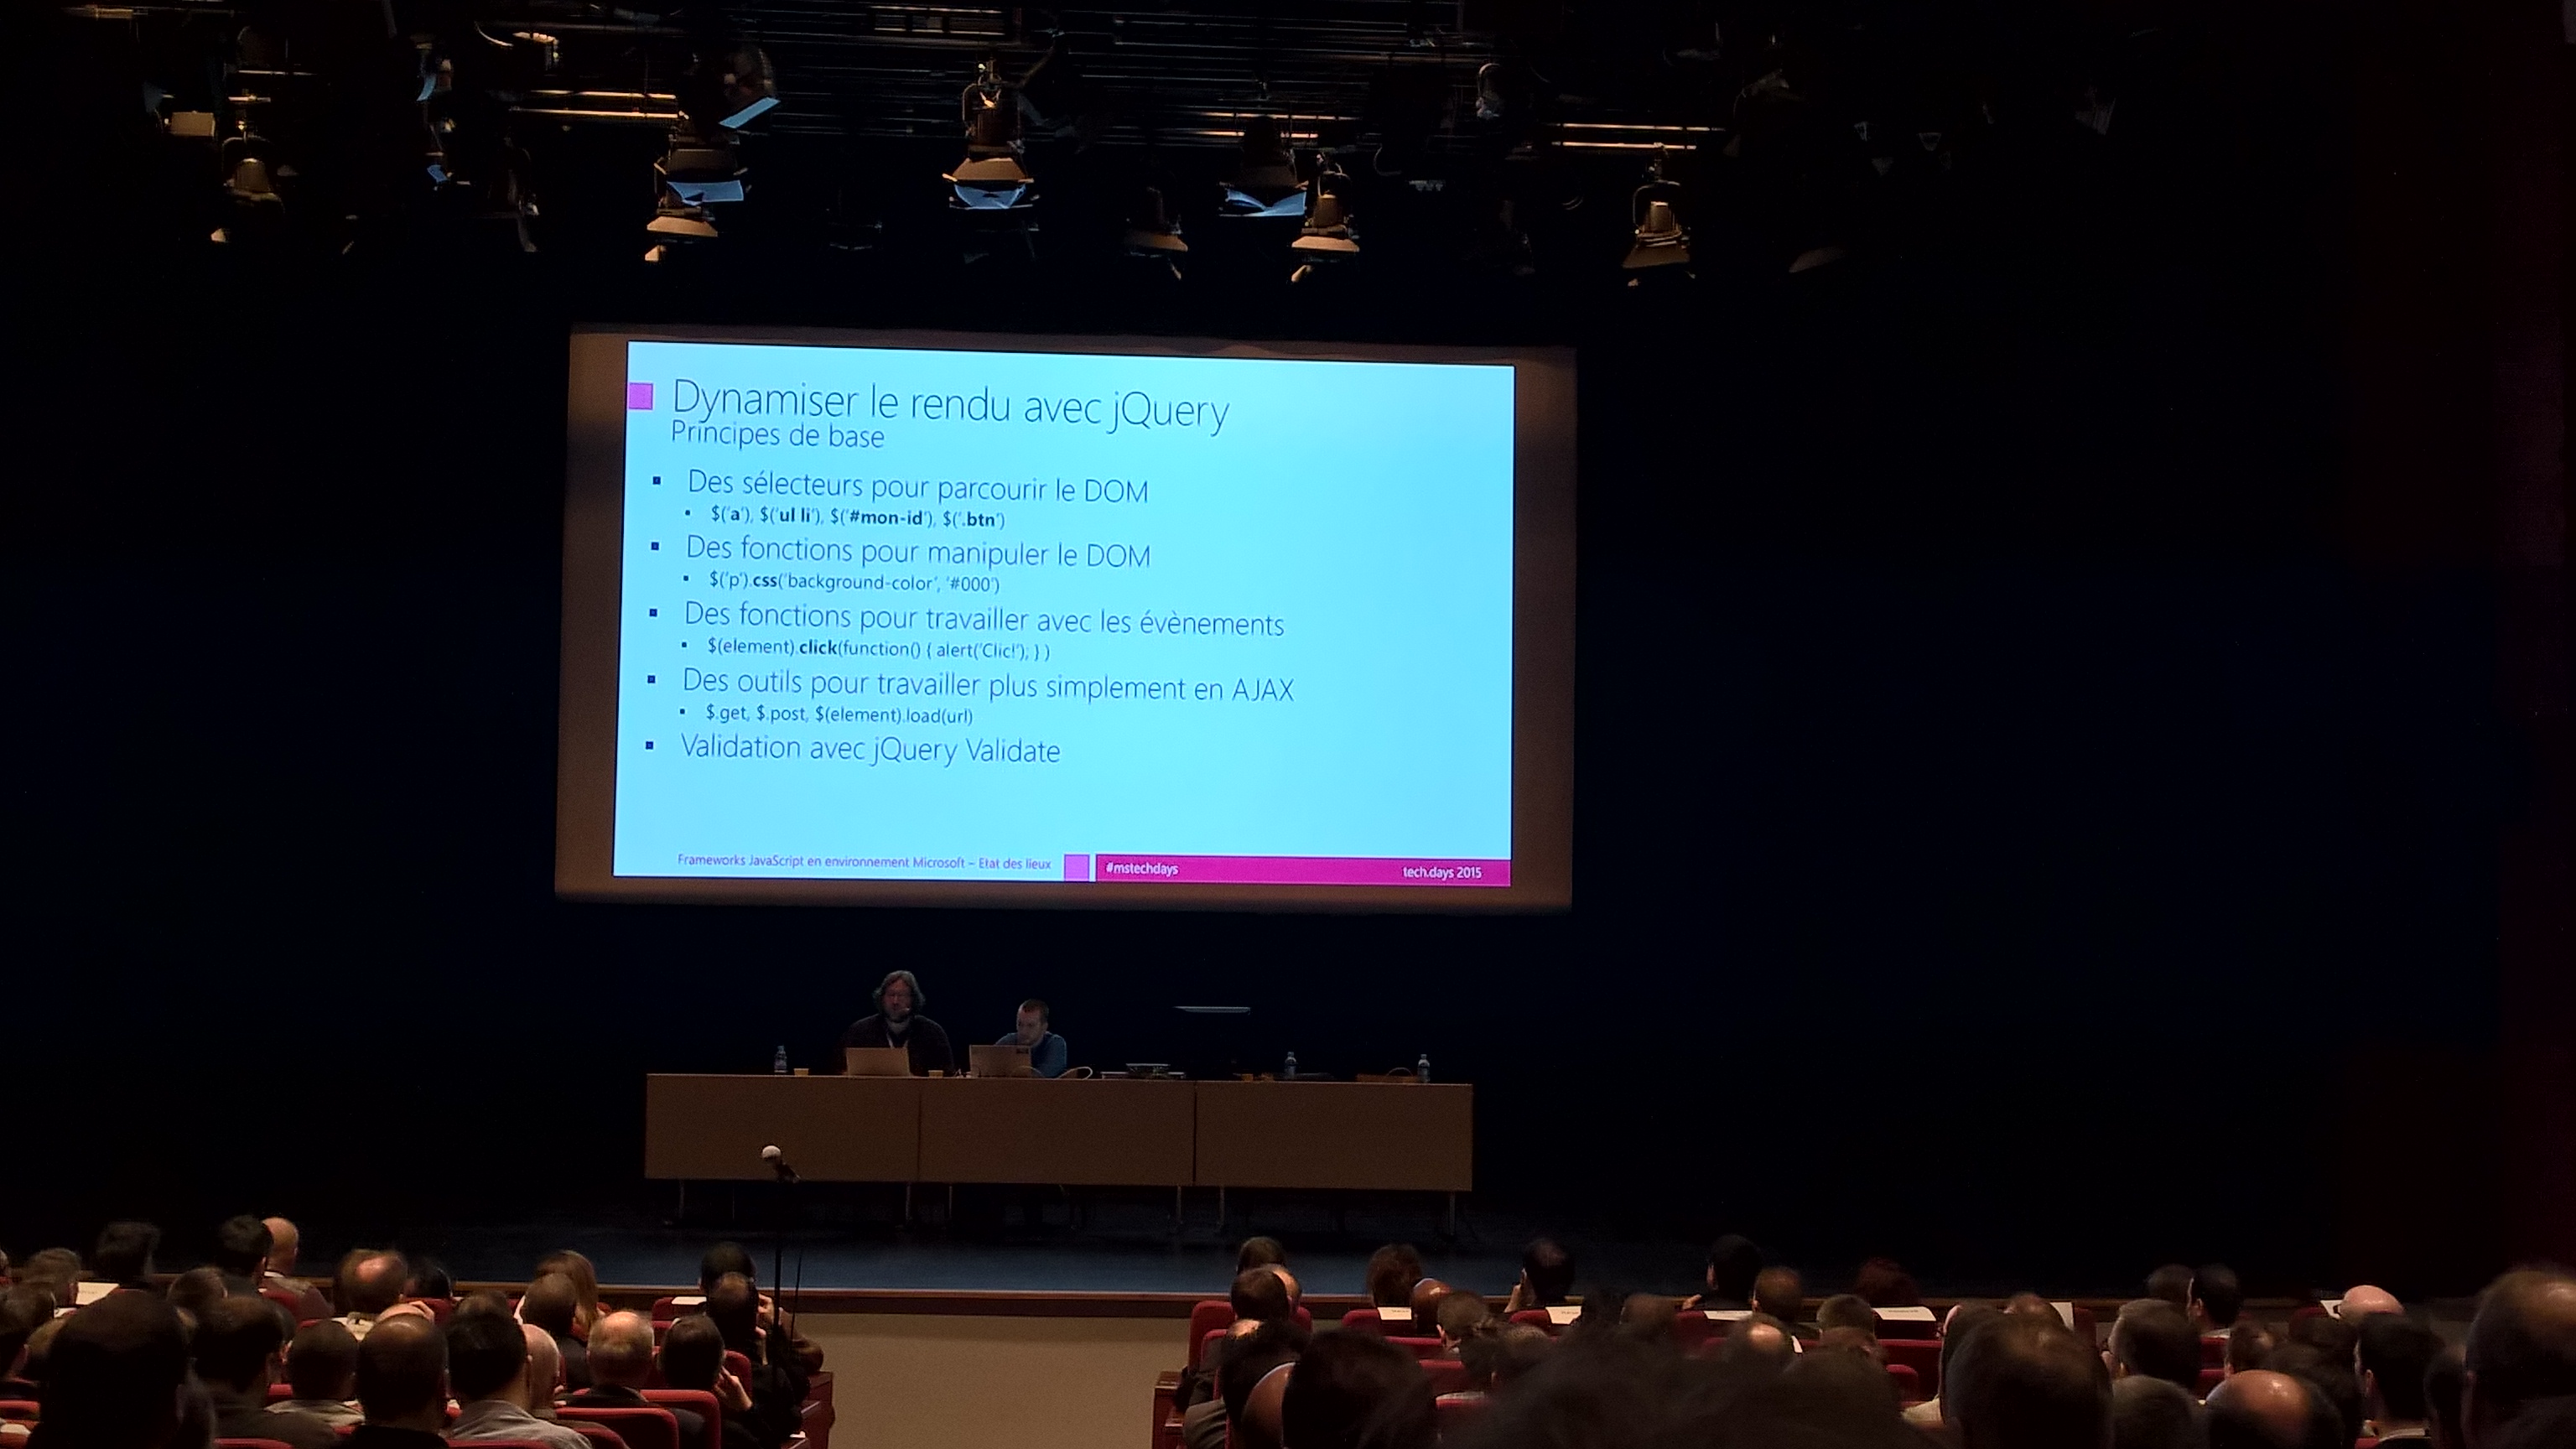 Dynamiser le rendu avec jQuery
Principes de base
▪ Des sélecteurs pour parcourir le DOM
▪ $('a'), $('ul li'), $('#mon-id'), $('.btn')
▪ Des fonctions pour manipuler le DOM
▪ $('p').css('background-color', '#000')
▪ Des fonctions pour travailler avec les évènements
▪ $(element).click(function() { alert('Clic!'); } )
▪ Des outils pour travailler plus simplement en AJAX
▪ $.get, $.post, $(element).load(url)
▪ Validation avec jQuery Validate
Frameworks JavaScript en environnement Microsoft – Etat des lieux
#mstechdays
tech.days 2015